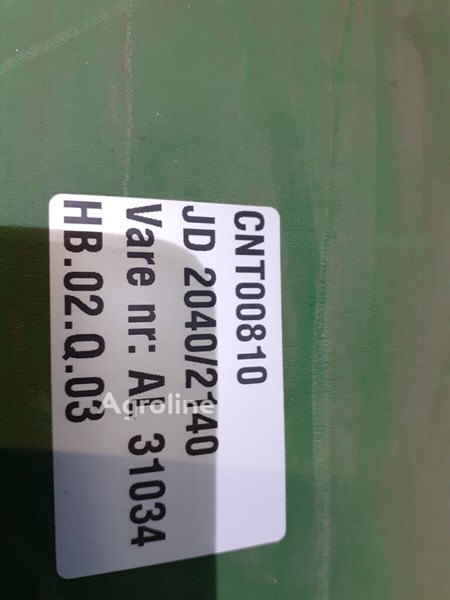 CNT00810
JD 2040/2140
Vare nr: AL 31034
HB.02.Q.03
Agroline